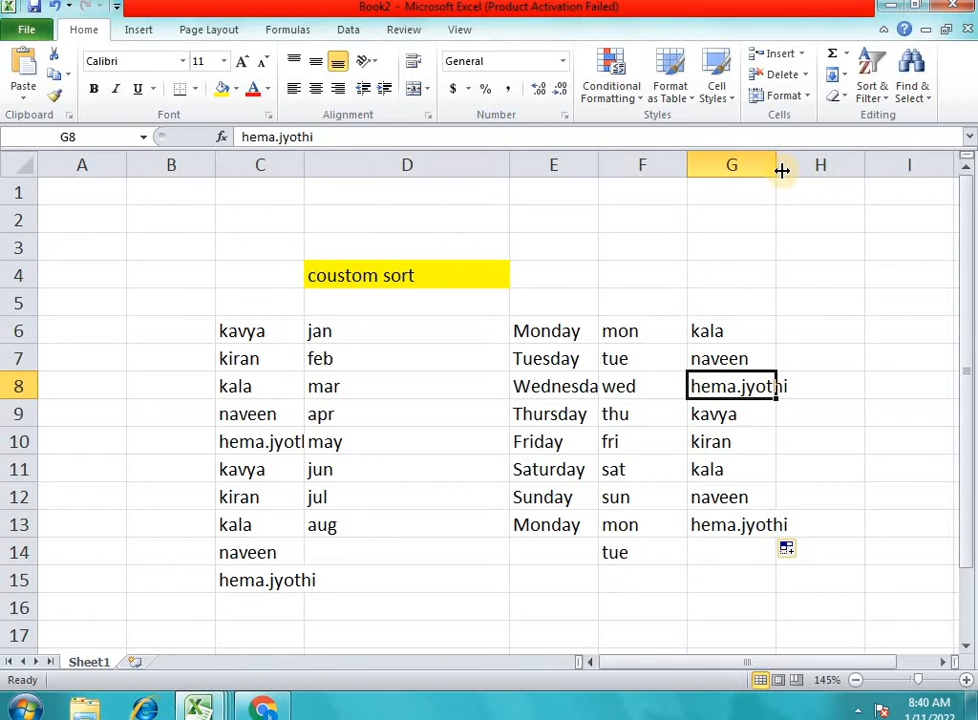 Book2 - Microsoft Excel (Product Activation Failed)
File Home Insert Page Layout Formulas Data Review View
Calibri 11 General Insert Σ
Paste B I U $ % , Conditional Formatting Format as Table Cell Styles Delete Format Sort & Filter Find & Select
Clipboard Font Alignment Number Styles Cells Editing
G8 fx hema.jyothi
A B C D E F G H I
1
2
3
4 coustom sort
5
6 kavya jan Monday mon kala
7 kiran feb Tuesday tue naveen
8 kala mar Wednesda wed hema.jyothi
9 naveen apr Thursday thu kavya
10 hema.jyotl may Friday fri kiran
11 kavya jun Saturday sat kala
12 kiran jul Sunday sun naveen
13 kala aug Monday mon hema.jyothi
14 naveen tue
15 hema.jyothi
16
17
Sheet1
Ready 145%
8:40 AM
1/11/2022